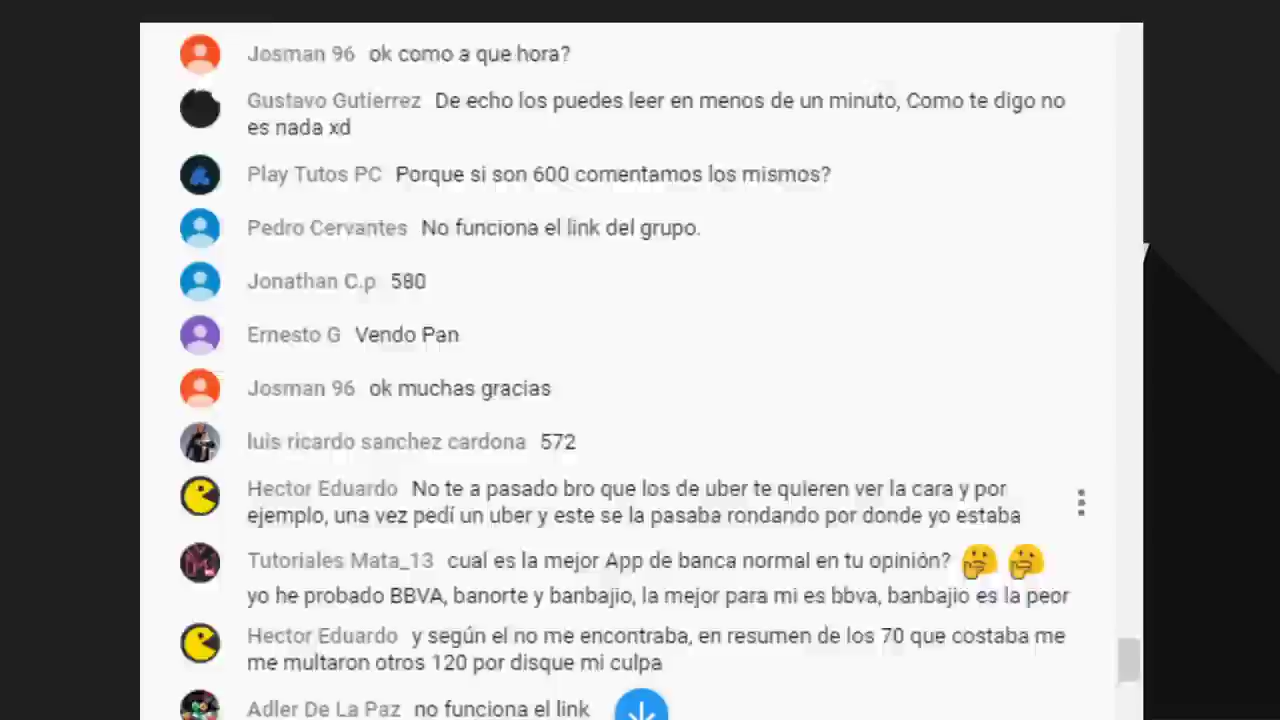 Josman 96 ok como a que hora?
Gustavo Gutierrez De echo los puedes leer en menos de un minuto, Como te digo no
es nada xd
Play Tutos PC Porque si son 600 comentamos los mismos?
Pedro Cervantes No funciona el link del grupo.
Jonathan C.p 580
Ernesto G Vendo Pan
Josman 96 ok muchas gracias
luis ricardo sanchez cardona 572
Hector Eduardo No te a pasado bro que los de uber te quieren ver la cara y por
ejemplo, una vez pedí un uber y este se la pasaba rondando por donde yo estaba
Tutoriales Mata_13 cual es la mejor App de banca normal en tu opinión? 🤔 🤔
yo he probado BBVA, banorte y banbajio, la mejor para mi es bbva, banbajio es la peor
Hector Eduardo y según el no me encontraba, en resumen de los 70 que costaba me
me multaron otros 120 por disque mi culpa
Adler De La Paz no funciona el link